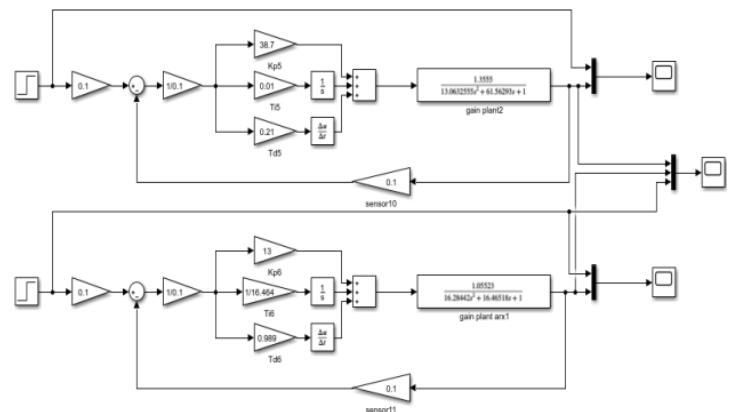 38.7
0.1
1/0.1
0.01
1
s
+
+
+
1.3555
13.0632555s² + 61.56293s + 1
Ti5
gain plant2
0.21
Δu
Δt
Td5
0.1
sensor10
13
Kp6
0.1
1/0.1
1/16.464
1
s
+
+
+
1.05523
16.28442s² + 16.46518s + 1
Ti6
gain plant arx1
0.989
Δu
Δt
Td6
0.1
sensor11
Kp5